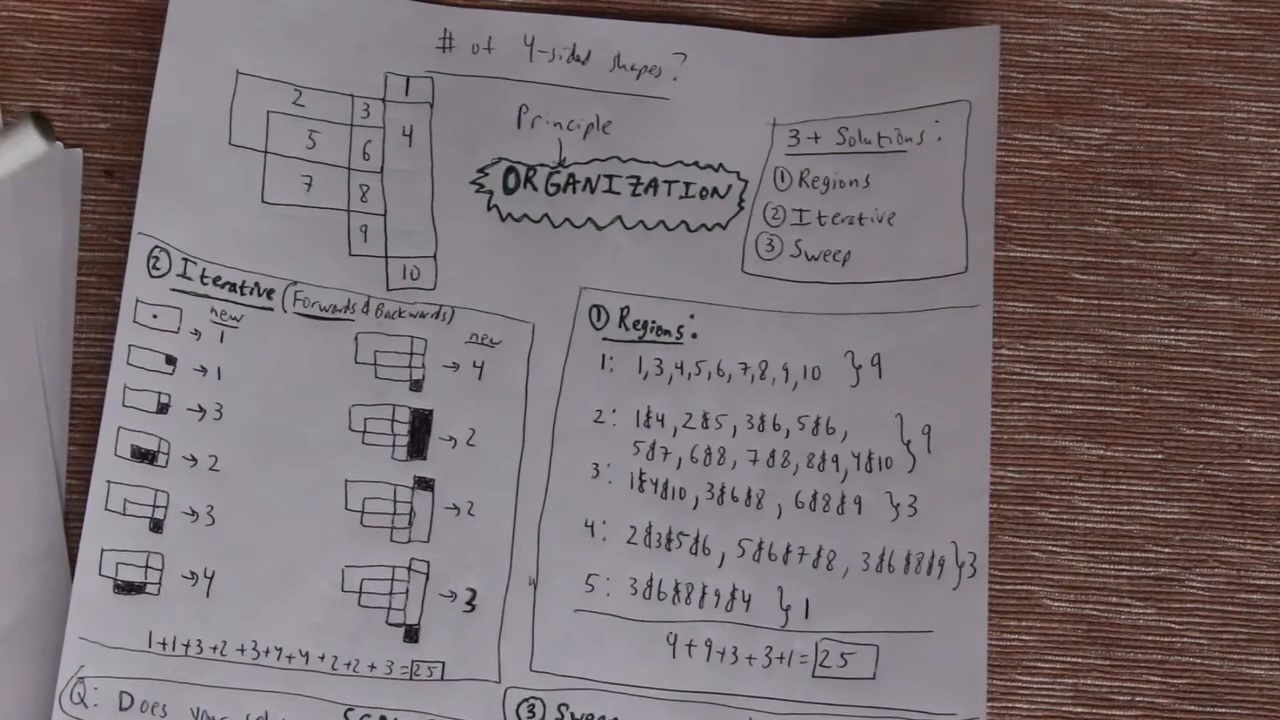 # of 4-sided shapes?
1
2 3
4
5 6
7 8
9
10
Principle
ORGANIZATION
3+ Solutions:
① Regions
② Iterative
③ Sweep
② Iterative (Forwards & Backwards)
new
→ 1
→ 1
→ 3
→ 2
→ 3
→ 4
new
→ 4
→ 2
→ 2
→ 3
1+1+3+2+3+4+4+2+2+3=25
① Regions:
1: 1,3,4,5,6,7,8,9,10 } 9
2: 1&4, 2&5, 3&6, 5&6,
5&7, 6&8, 7&8, 8&9, 4&10 } 9
3: 1&4&10, 3&6&8, 6&8&9 } 3
4: 2&3&5&6, 5&6&7&8, 3&6&8&9 } 3
5: 3&6&8&9&4 } 1
9+9+3+3+1=25
Q: Does your
③ Sweep